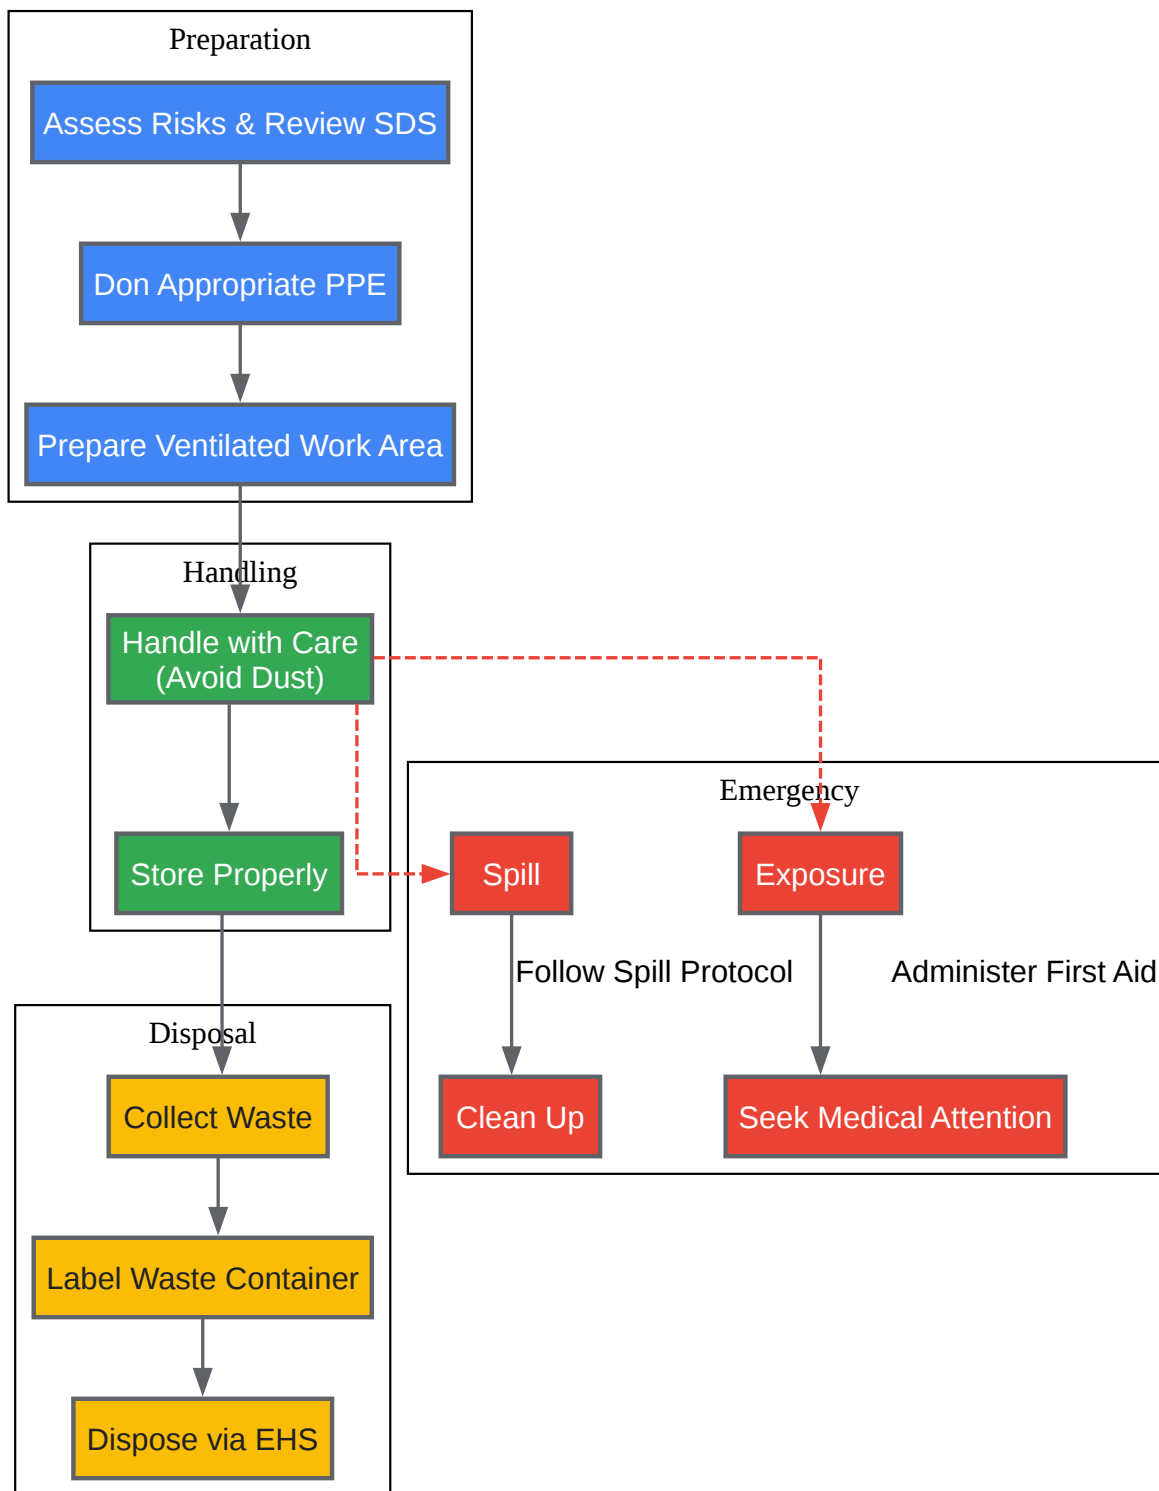 Preparation
Assess Risks & Review SDS
Don Appropriate PPE
Prepare Ventilated Work Area
Handling
Handle with Care
(Avoid Dust)
Store Properly
Emergency
Spill
Exposure
Follow Spill Protocol
Administer First Aid
Clean Up
Seek Medical Attention
Disposal
Collect Waste
Label Waste Container
Dispose via EHS